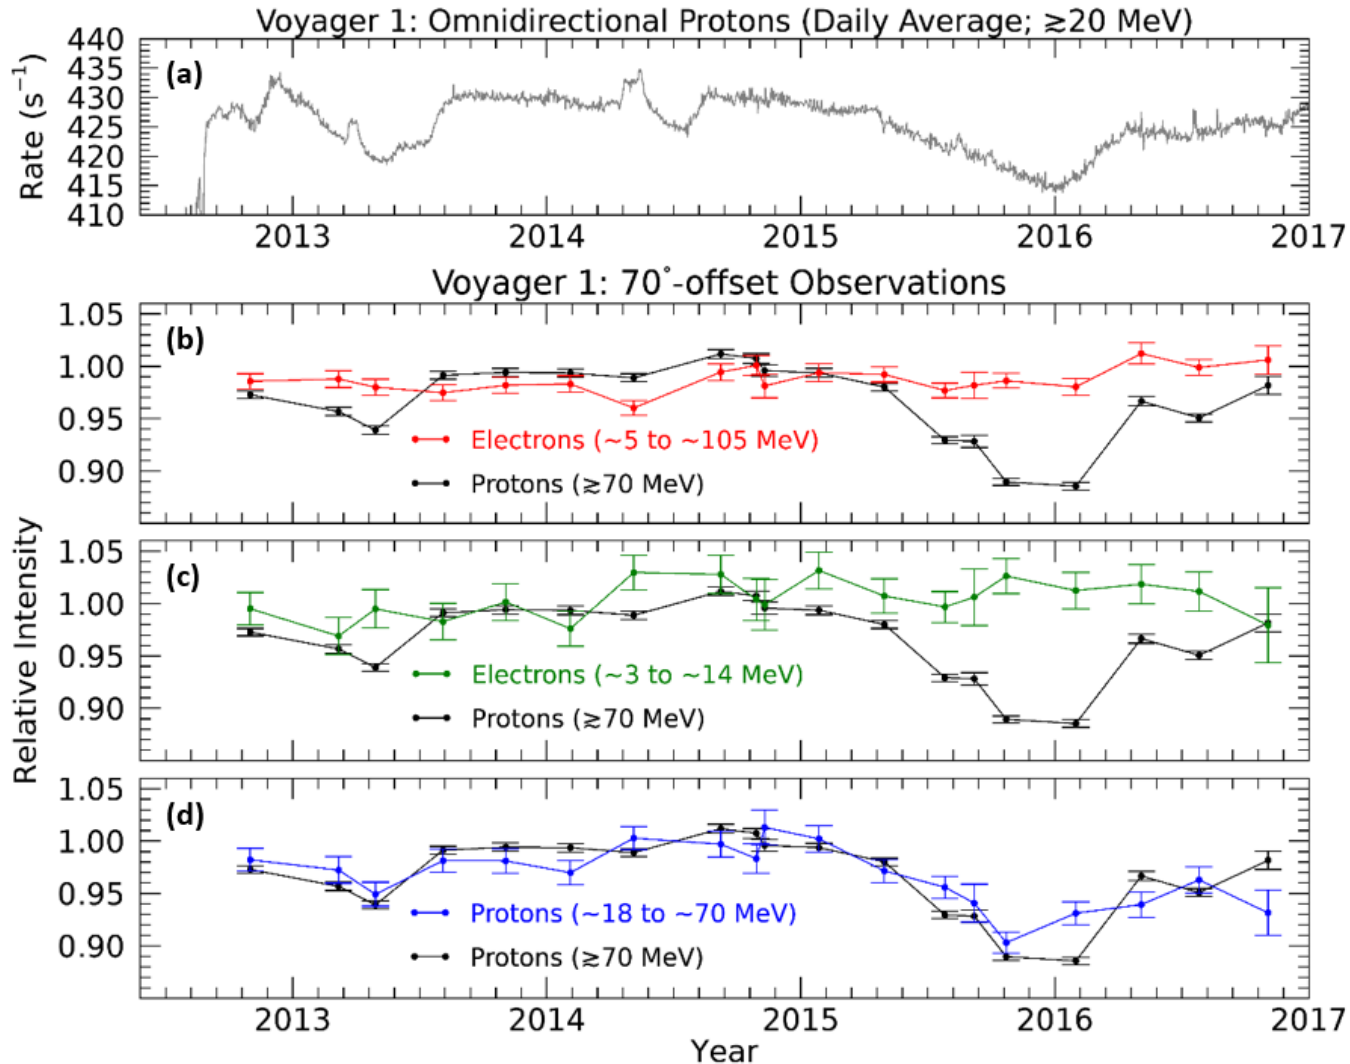 Voyager 1: Omnidirectional Protons (Daily Average; ≳20 MeV)
(a)
Rate (s⁻¹)
440
435
430
425
420
415
410
2013
2014
2015
2016
2017
Voyager 1: 70°-offset Observations
(b)
1.05
1.00
0.95
0.90
Electrons (~5 to ~105 MeV)
Protons (≳70 MeV)
Relative Intensity
(c)
1.05
1.00
0.95
0.90
Electrons (~3 to ~14 MeV)
Protons (≳70 MeV)
(d)
1.05
1.00
0.95
0.90
Protons (~18 to ~70 MeV)
Protons (≳70 MeV)
2013
2014
2015
2016
2017
Year